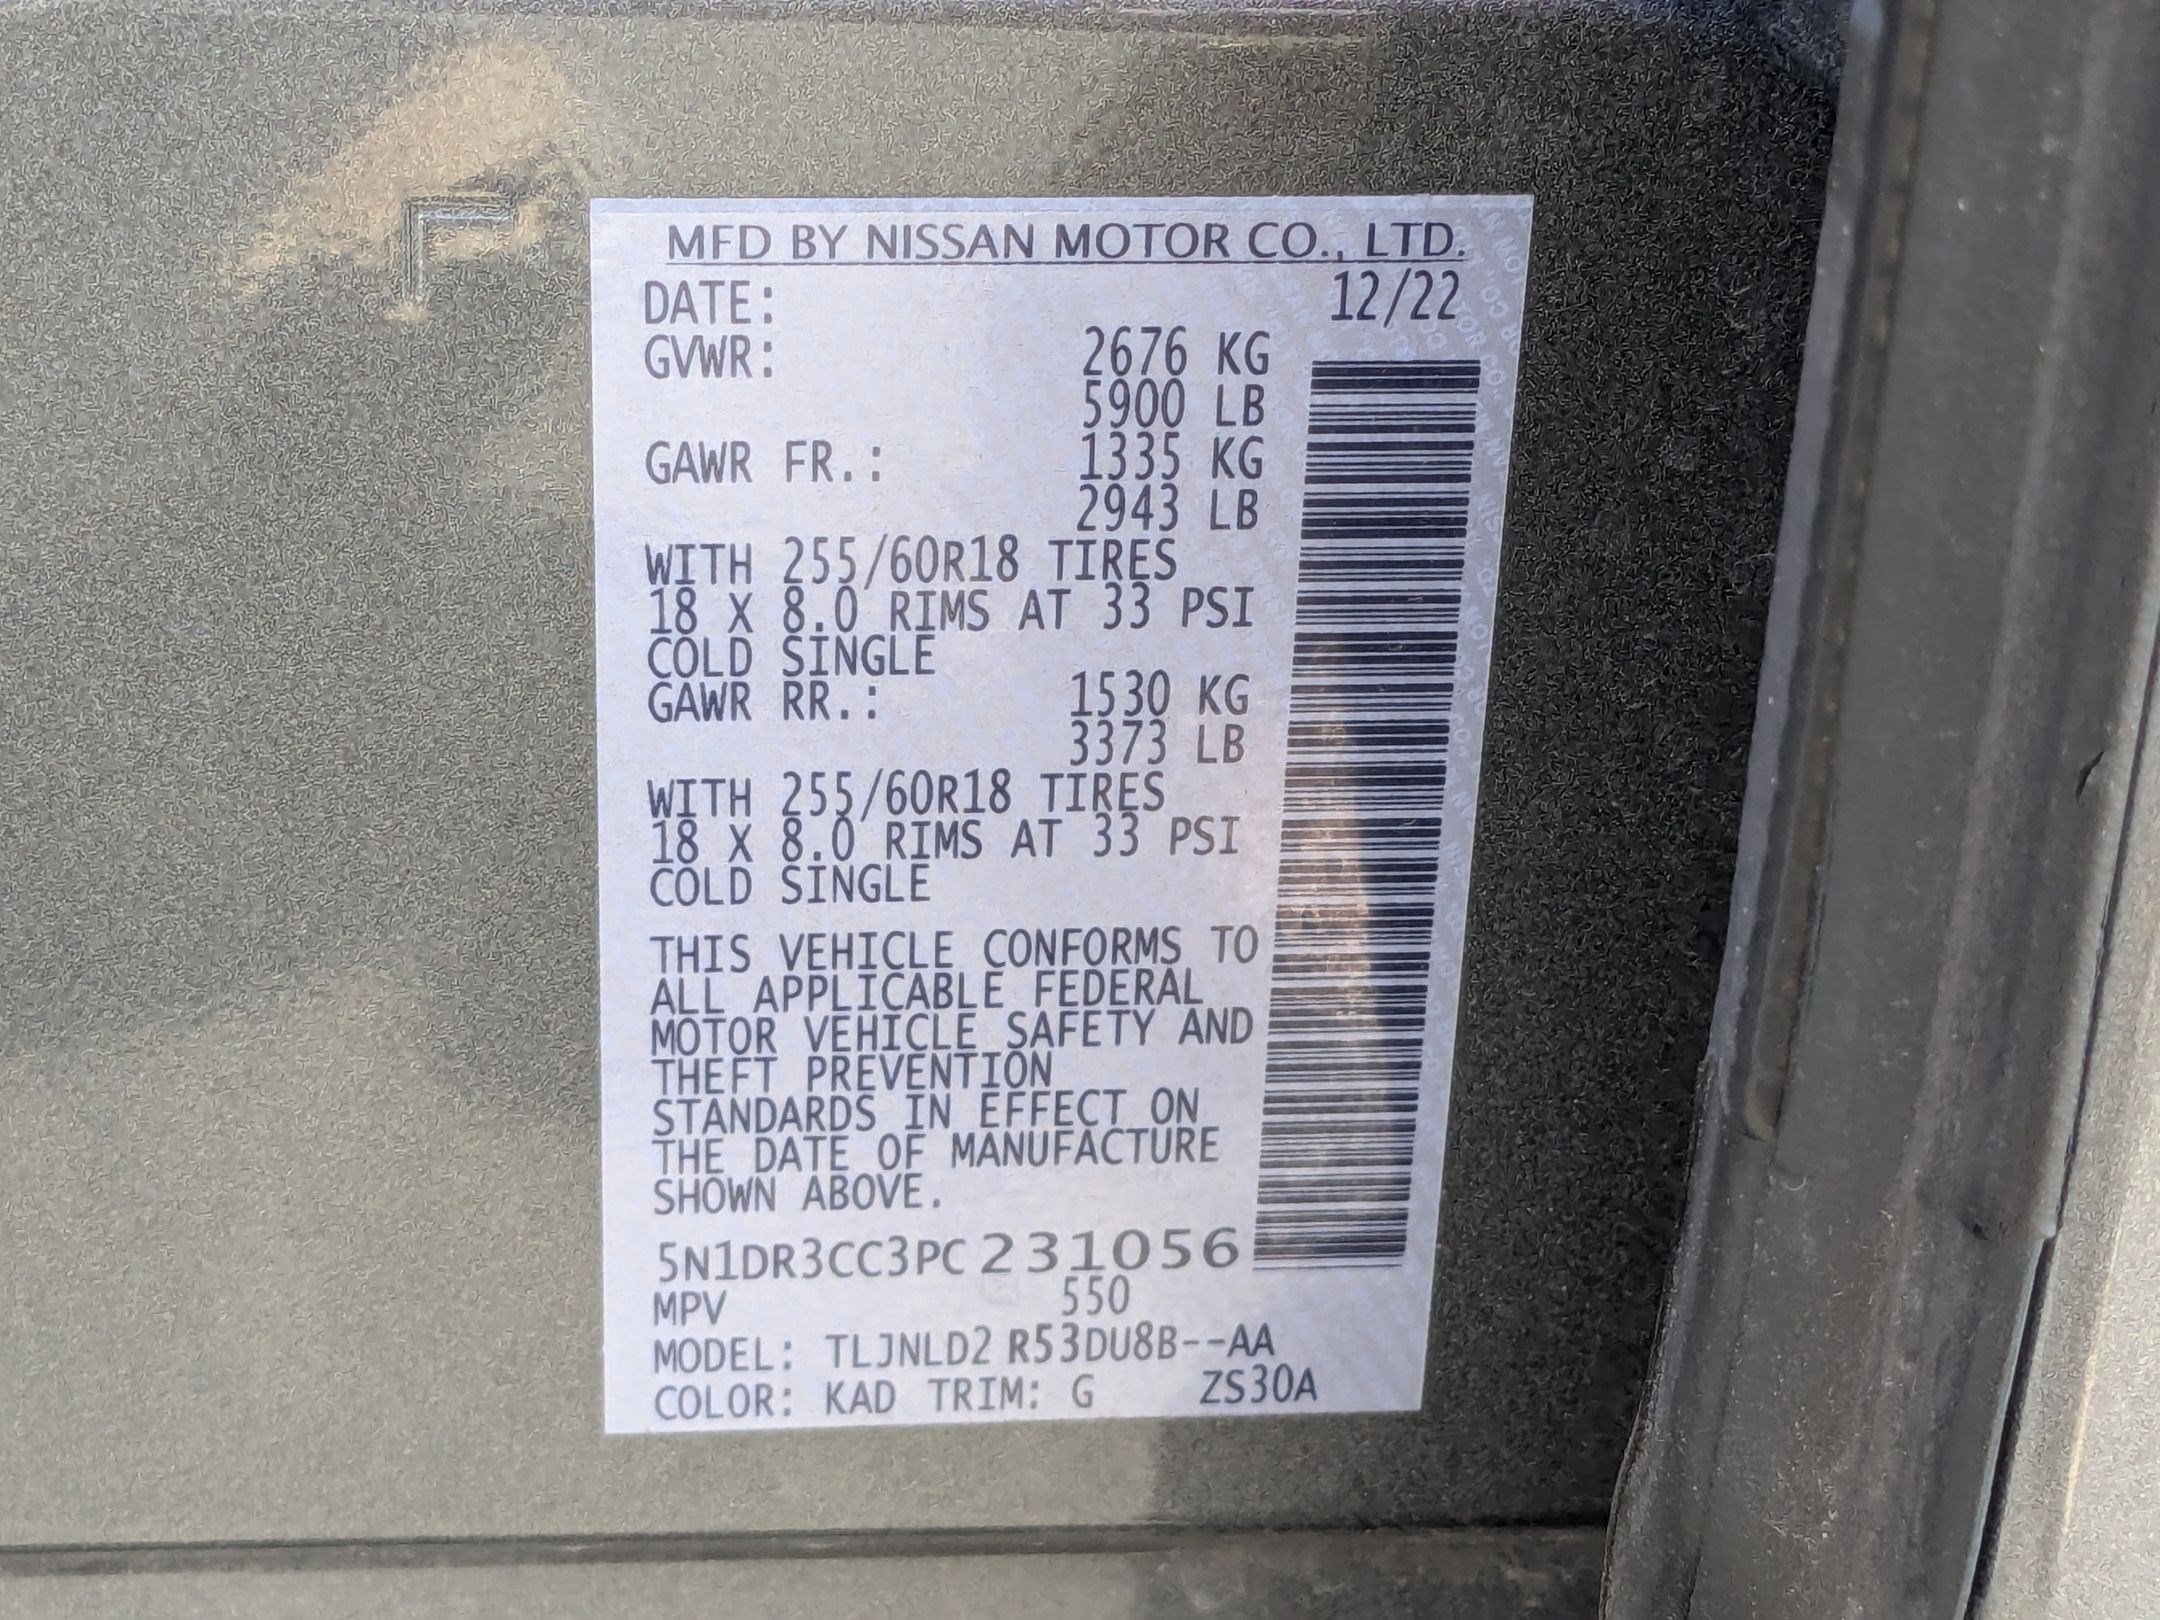 MFD BY NISSAN MOTOR CO., LTD.
DATE: 12/22
GVWR: 2676 KG
5900 LB
GAWR FR.: 1335 KG
2943 LB
WITH 255/60R18 TIRES
18 X 8.0 RIMS AT 33 PSI
COLD SINGLE
GAWR RR.: 1530 KG
3373 LB
WITH 255/60R18 TIRES
18 X 8.0 RIMS AT 33 PSI
COLD SINGLE
THIS VEHICLE CONFORMS TO
ALL APPLICABLE FEDERAL
MOTOR VEHICLE SAFETY AND
THEFT PREVENTION
STANDARDS IN EFFECT ON
THE DATE OF MANUFACTURE
SHOWN ABOVE.
5N1DR3CC3PC231056
MPV 550
MODEL: TLJNLD2 R53DU8B--AA
COLOR: KAD TRIM: G ZS30A